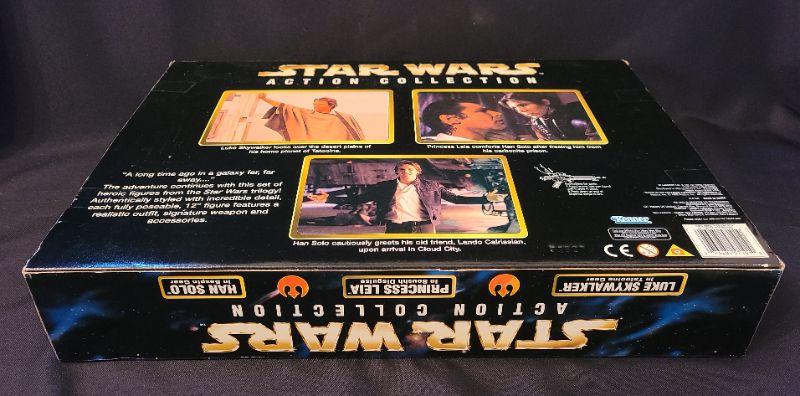 STAR WARS
ACTION COLLECTION
Luke Skywalker looks over the desert plains of
his home planet of Tatooine.
Princess Leia comforts Han Solo after freeing him from
his carbonite prison.
"A long time ago in a galaxy far, far
away...."
The adventure continues with this set of
heroic figures from the Star Wars trilogy!
Authentically styled with incredible detail,
each fully poseable, 12" figure features a
realistic outfit, signature weapon and
accessories.
Han Solo cautiously greets his old friend, Lando Calrissian,
upon arrival in Cloud City.
Kenner
CE
HAN SOLO
in Bespin Gear
PRINCESS LEIA
in Boushh Disguise
LUKE SKYWALKER
in Tatooine Gear
STAR WARS
ACTION COLLECTION